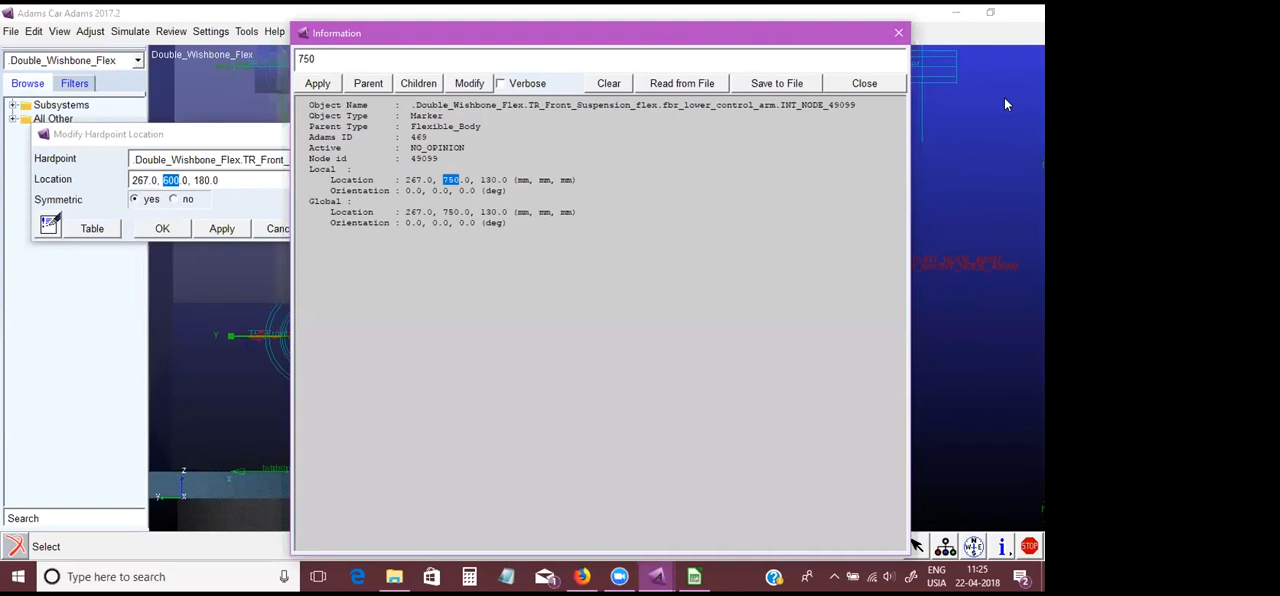 Adams Car Adams 2017.2
File Edit View Adjust Simulate Review Settings Tools Help
.Double_Wishbone_Flex
Browse Filters
Subsystems
All Other
Double_Wishbone_Flex
Modify Hardpoint Location
Hardpoint .Double_Wishbone_Flex.TR_Front_
Location 267.0, 600.0, 180.0
Symmetric yes no
Table OK Apply Canc
Information
750
Apply Parent Children Modify Verbose Clear Read from File Save to File Close
Object Name : .Double_Wishbone_Flex.TR_Front_Suspension_flex.fbr_lower_control_arm.INT_NODE_49099
Object Type : Marker
Parent Type : Flexible_Body
Adams ID : 469
Active : NO_OPINION
Node id : 49099
Local :
Location : 267.0, 750.0, 130.0 (mm, mm, mm)
Orientation : 0.0, 0.0, 0.0 (deg)
Global :
Location : 267.0, 750.0, 130.0 (mm, mm, mm)
Orientation : 0.0, 0.0, 0.0 (deg)
Y
z
y x
x
Search
Select
STOP
Type here to search
ENG
USIA
11:25
22-04-2018